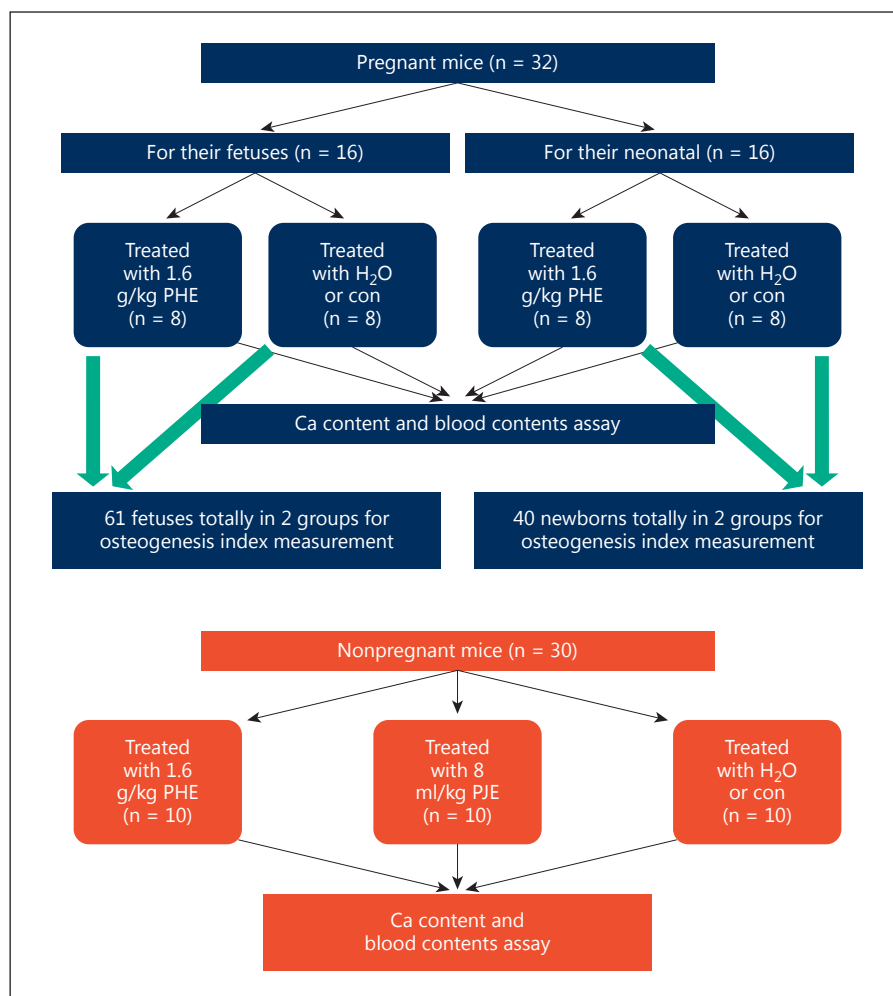 Pregnant mice (n = 32)
For their fetuses (n = 16)
For their neonatal (n = 16)
Treated
with 1.6
g/kg PHE
(n = 8)
Treated
with H₂O
or con
(n = 8)
Treated
with 1.6
g/kg PHE
(n = 8)
Treated
with H₂O
or con
(n = 8)
Ca content and blood contents assay
61 fetuses totally in 2 groups for
osteogenesis index measurement
40 newborns totally in 2 groups for
osteogenesis index measurement
Nonpregnant mice (n = 30)
Treated
with 1.6
g/kg PHE
(n = 10)
Treated
with 8
ml/kg PJE
(n = 10)
Treated
with H₂O
or con
(n = 10)
Ca content and
blood contents assay